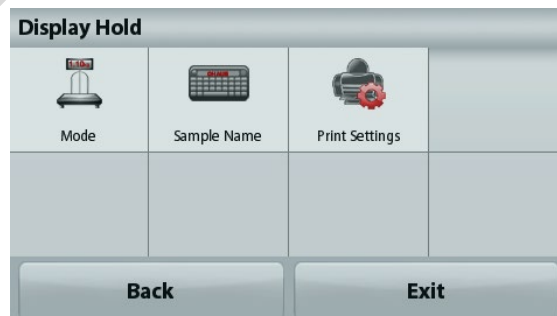 Display Hold
Mode
Sample Name
Print Settings
Back
Exit